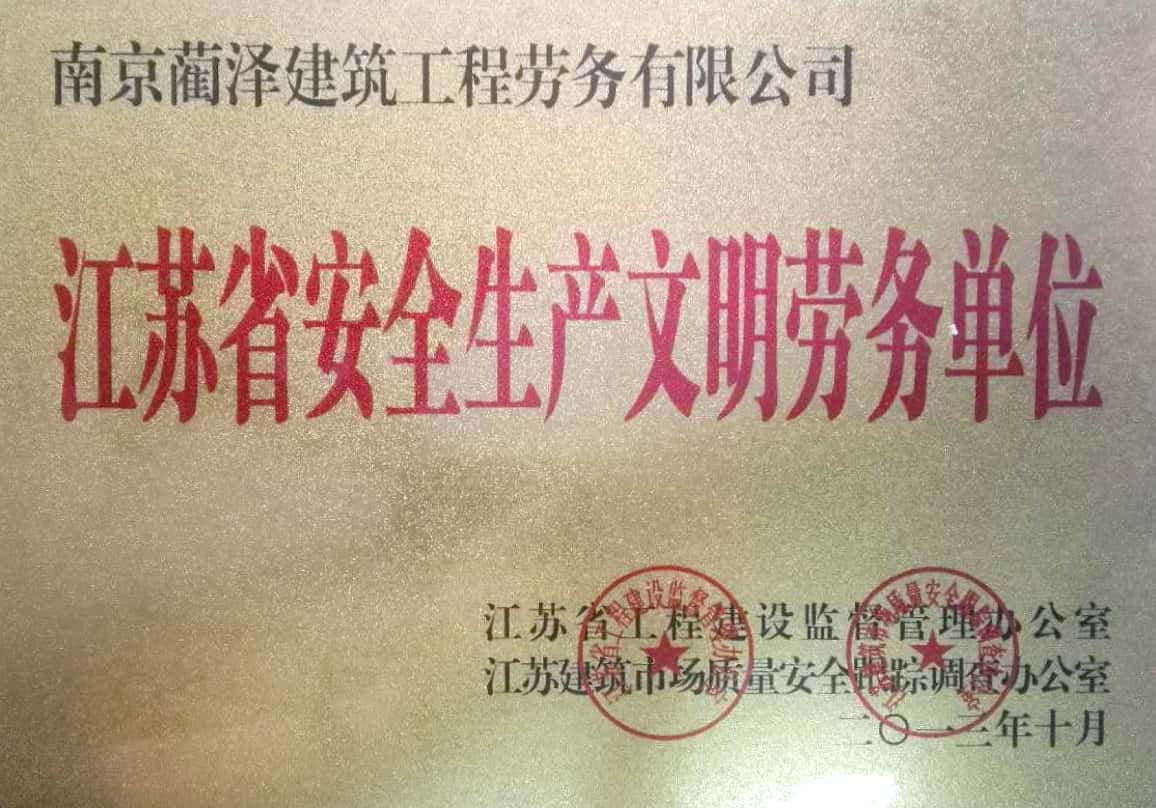 南京蔺泽建筑工程劳务有限公司
江苏省安全生产文明劳务单位
江苏省工程建设监督管理办公室
江苏建筑市场质量安全跟踪调查办公室
二〇一三年十月